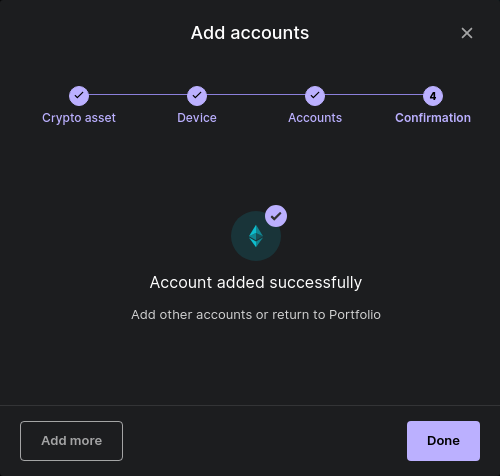 Add accounts
Crypto asset
Device
Accounts
4
Confirmation
Account added successfully
Add other accounts or return to Portfolio
Add more
Done